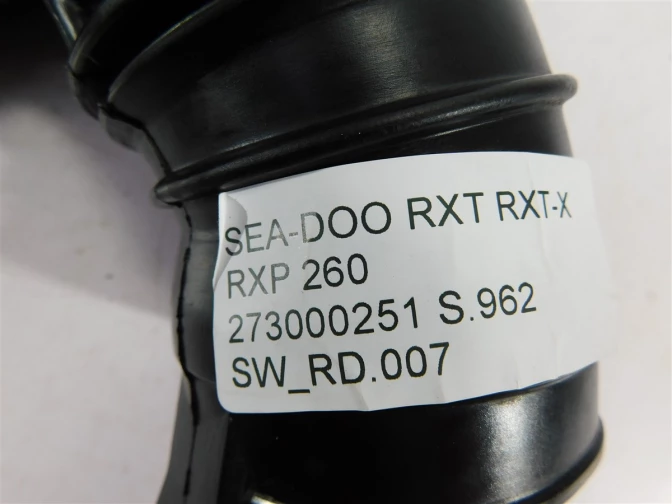 SEA-DOO RXT RXT-X
RXP 260
273000251 S.962
SW_RD.007